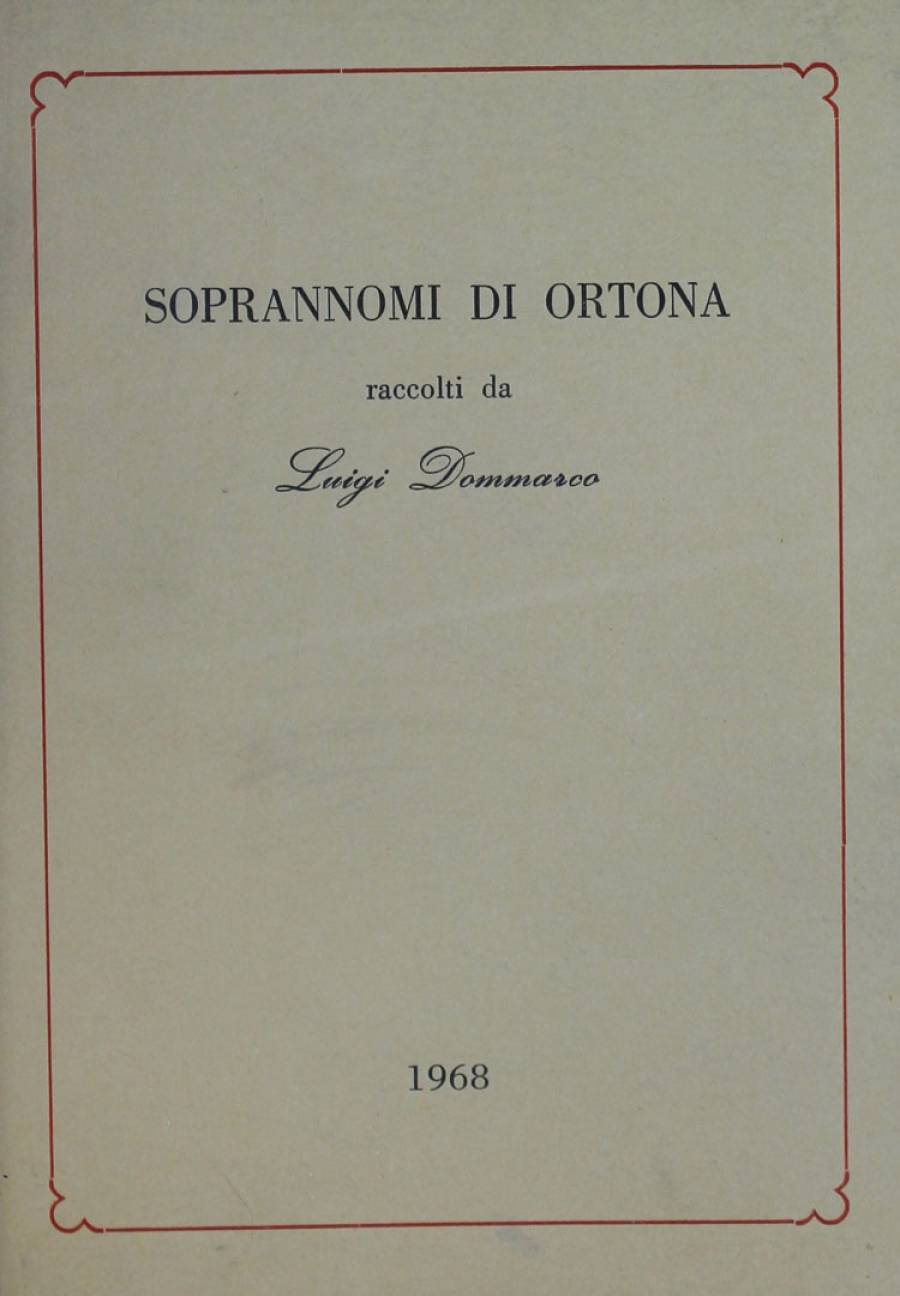 SOPRANNOMI DI ORTONA
raccolti da
Luigi Dommarco
1968